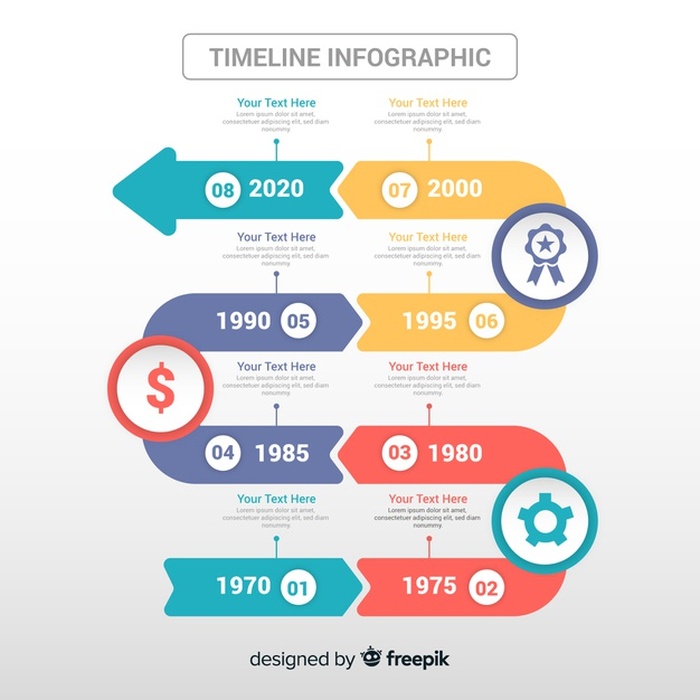 TIMELINE INFOGRAPHIC
Your Text Here
Lorem ipsum dolor sit amet,
consectetuer adipiscing elit, sed diam
nonummy.
Your Text Here
Lorem ipsum dolor sit amet,
consectetuer adipiscing elit, sed diam
nonummy.
08 2020
07 2000
Your Text Here
Lorem ipsum dolor sit amet,
consectetuer adipiscing elit, sed diam
nonummy.
Your Text Here
Lorem ipsum dolor sit amet,
consectetuer adipiscing elit, sed diam
nonummy.
1990 05
1995 06
$
Your Text Here
Lorem ipsum dolor sit amet,
consectetuer adipiscing elit, sed diam
nonummy.
Your Text Here
Lorem ipsum dolor sit amet,
consectetuer adipiscing elit, sed diam
nonummy.
04 1985
03 1980
Your Text Here
Lorem ipsum dolor sit amet,
consectetuer adipiscing elit, sed diam
nonummy.
Your Text Here
Lorem ipsum dolor sit amet,
consectetuer adipiscing elit, sed diam
nonummy.
1970 01
1975 02
designed by freepik